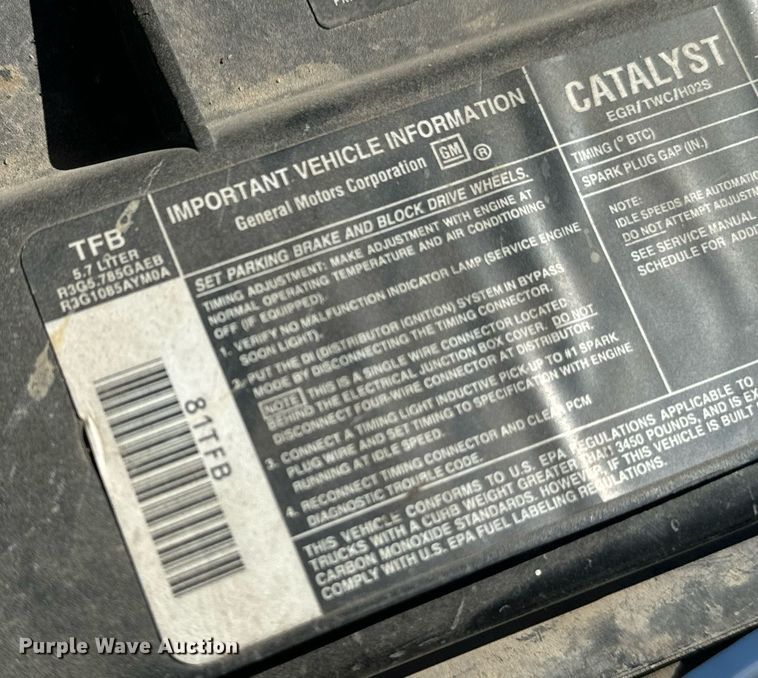 TFB
5.7 LITER
R3G5.785GAEB
R3G1085AYM0A
81TFB
IMPORTANT VEHICLE INFORMATION
General Motors Corporation GM ®
SET PARKING BRAKE AND BLOCK DRIVE WHEELS.
TIMING ADJUSTMENT: MAKE ADJUSTMENT WITH ENGINE AT
NORMAL OPERATING TEMPERATURE AND AIR CONDITIONING
OFF (IF EQUIPPED).
1. VERIFY NO MALFUNCTION INDICATOR LAMP (SERVICE ENGINE
SOON LIGHT).
2. PUT THE DI (DISTRIBUTOR IGNITION) SYSTEM IN BYPASS
MODE BY DISCONNECTING THE TIMING CONNECTOR.
NOTE THIS IS A SINGLE WIRE CONNECTOR LOCATED
BEHIND THE ELECTRICAL JUNCTION BOX COVER. DO NOT
DISCONNECT FOUR-WIRE CONNECTOR AT DISTRIBUTOR.
3. CONNECT A TIMING LIGHT INDUCTIVE PICK-UP TO #1 SPARK
PLUG WIRE AND SET TIMING TO SPECIFICATION WITH ENGINE
RUNNING AT IDLE SPEED.
4. RECONNECT TIMING CONNECTOR AND CLEAR PCM
DIAGNOSTIC TROUBLE CODE.
THIS VEHICLE CONFORMS TO U.S. EPA REGULATIONS APPLICABLE TO
TRUCKS WITH A CURB WEIGHT GREATER THAN 3450 POUNDS, AND IS EX
CARBON MONOXIDE STANDARDS. HOWEVER, IF THIS VEHICLE IS BUILT
COMPLY WITH U.S. EPA FUEL LABELING REGULATIONS.
CATALYST
EGR/TWC/HO2S
TIMING (° BTC)
SPARK PLUG GAP (IN.)
NOTE:
IDLE SPEEDS ARE AUTOMATIC
DO NOT ATTEMPT ADJUSTM
SEE SERVICE MANUAL
SCHEDULE FOR ADDI
Purple Wave Auction